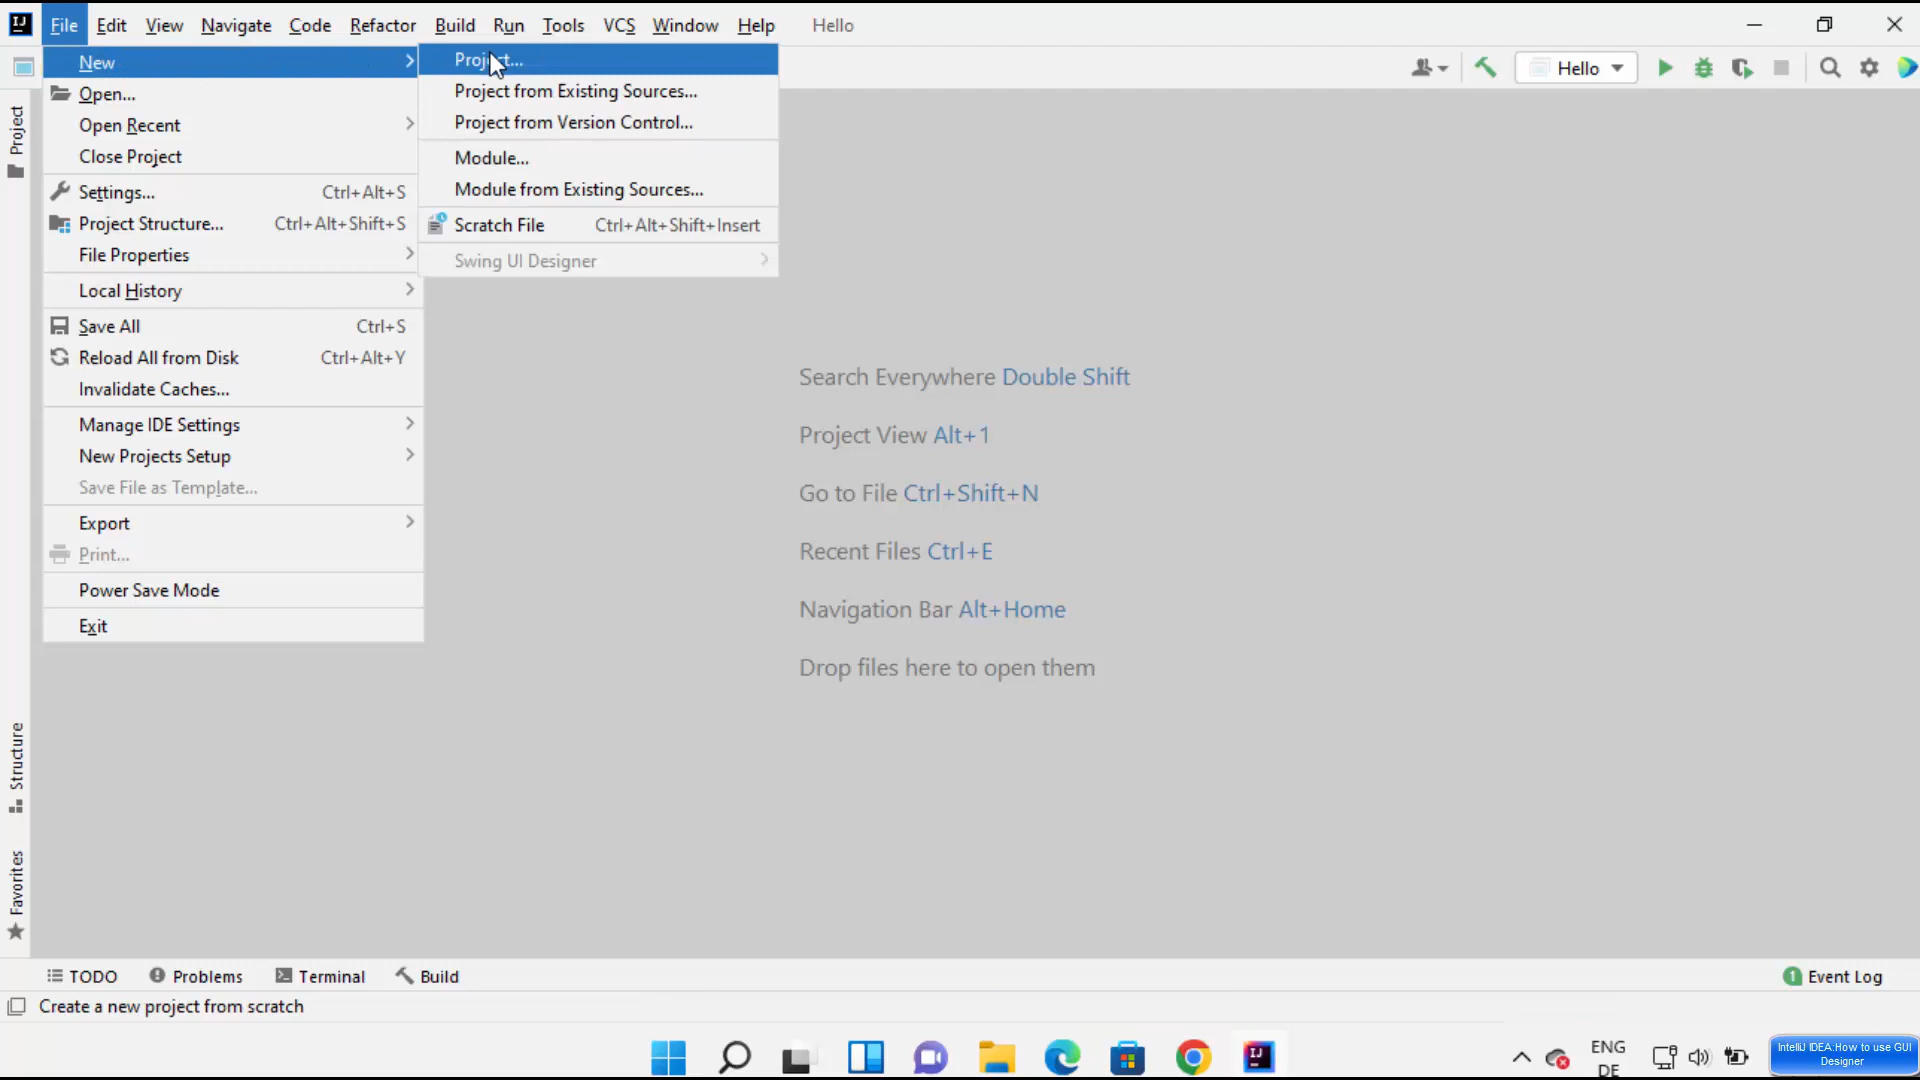 IJ File Edit View Navigate Code Refactor Build Run Tools VCS Window Help Hello
New
Open...
Open Recent
Close Project
Settings... Ctrl+Alt+S
Project Structure... Ctrl+Alt+Shift+S
File Properties
Local History
Save All Ctrl+S
Reload All from Disk Ctrl+Alt+Y
Invalidate Caches...
Manage IDE Settings
New Projects Setup
Save File as Template...
Export
Print...
Power Save Mode
Exit
Project...
Project from Existing Sources...
Project from Version Control...
Module...
Module from Existing Sources...
Scratch File Ctrl+Alt+Shift+Insert
Swing UI Designer
Hello
Project
Structure
Favorites
Search Everywhere Double Shift
Project View Alt+1
Go to File Ctrl+Shift+N
Recent Files Ctrl+E
Navigation Bar Alt+Home
Drop files here to open them
TODO Problems Terminal Build 1 Event Log
Create a new project from scratch
IJ
ENG
DE
IntelliJ IDEA.How to use GUI
Designer